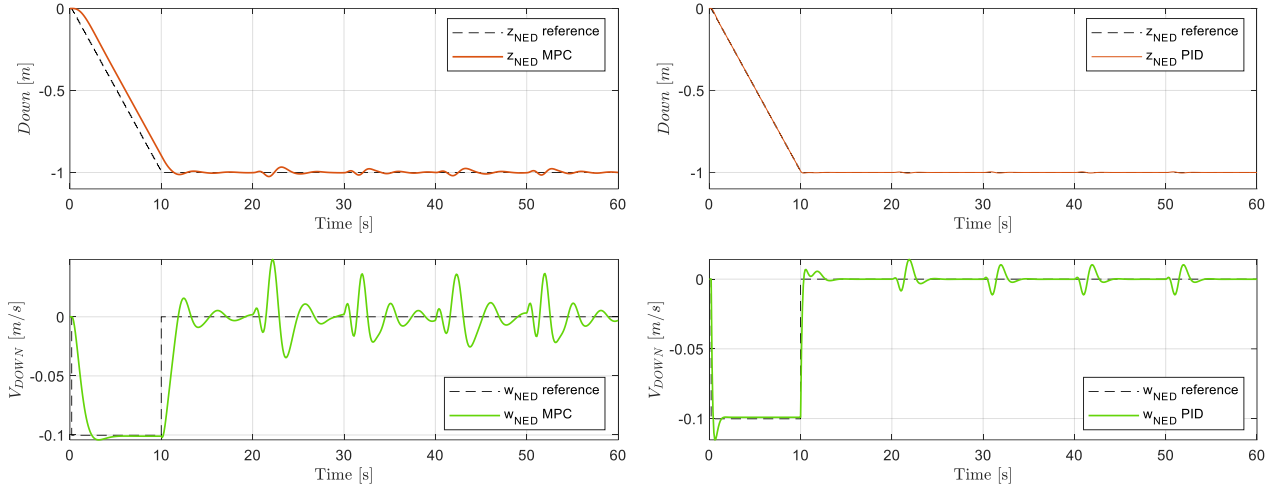 0
-0.5
-1
Down [m]
z_NED reference
z_NED MPC
0 10 20 30 40 50 60
Time [s]
0
-0.5
-1
Down [m]
z_NED reference
z_NED PID
0 10 20 30 40 50 60
Time [s]
0
-0.05
-0.1
V_DOWN [m/s]
w_NED reference
w_NED MPC
0 10 20 30 40 50 60
Time [s]
0
-0.05
-0.1
V_DOWN [m/s]
w_NED reference
w_NED PID
0 10 20 30 40 50 60
Time [s]